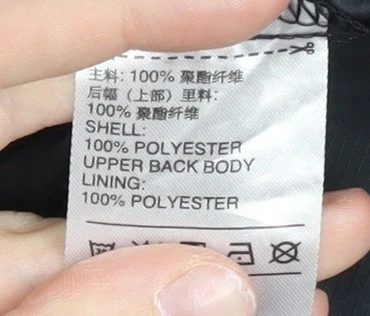 主料: 100% 聚酯纤维
后幅（上部）里料:
100% 聚酯纤维
SHELL:
100% POLYESTER
UPPER BACK BODY
LINING:
100% POLYESTER